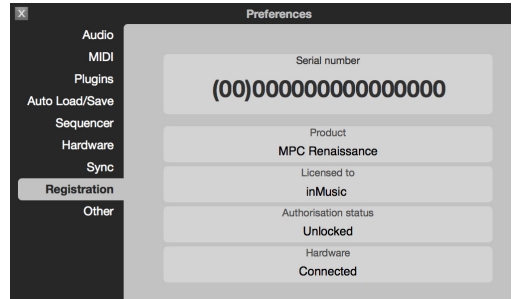 X
Preferences
Audio
MIDI
Plugins
Auto Load/Save
Sequencer
Hardware
Sync
Registration
Other
Serial number
(00)000000000000000
Product
MPC Renaissance
Licensed to
inMusic
Authorisation status
Unlocked
Hardware
Connected